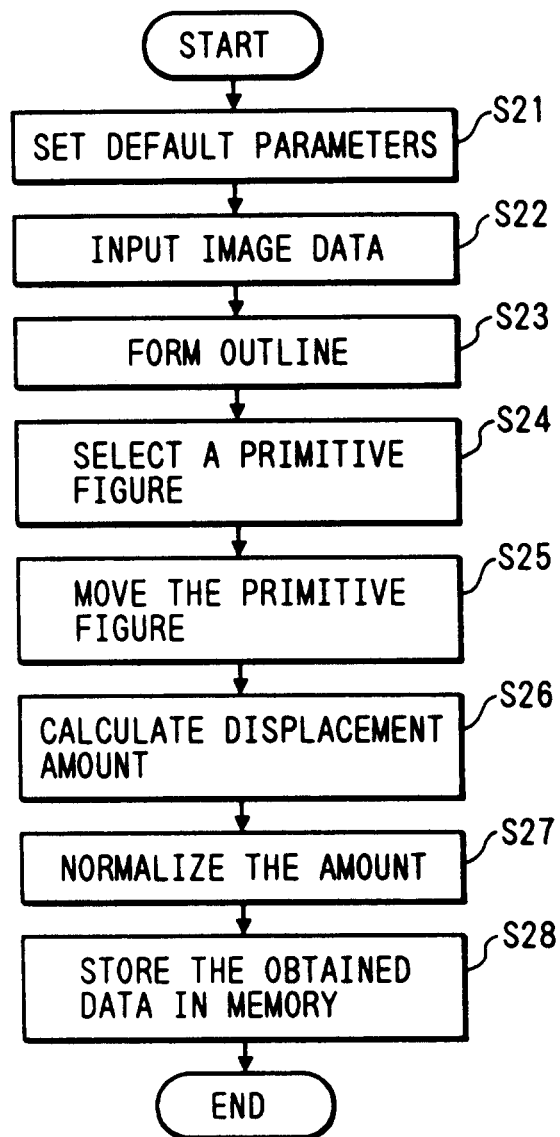 START
S21
SET DEFAULT PARAMETERS
S22
INPUT IMAGE DATA
S23
FORM OUTLINE
S24
SELECT A PRIMITIVE
FIGURE
S25
MOVE THE PRIMITIVE
FIGURE
S26
CALCULATE DISPLACEMENT
AMOUNT
S27
NORMALIZE THE AMOUNT
S28
STORE THE OBTAINED
DATA IN MEMORY
END